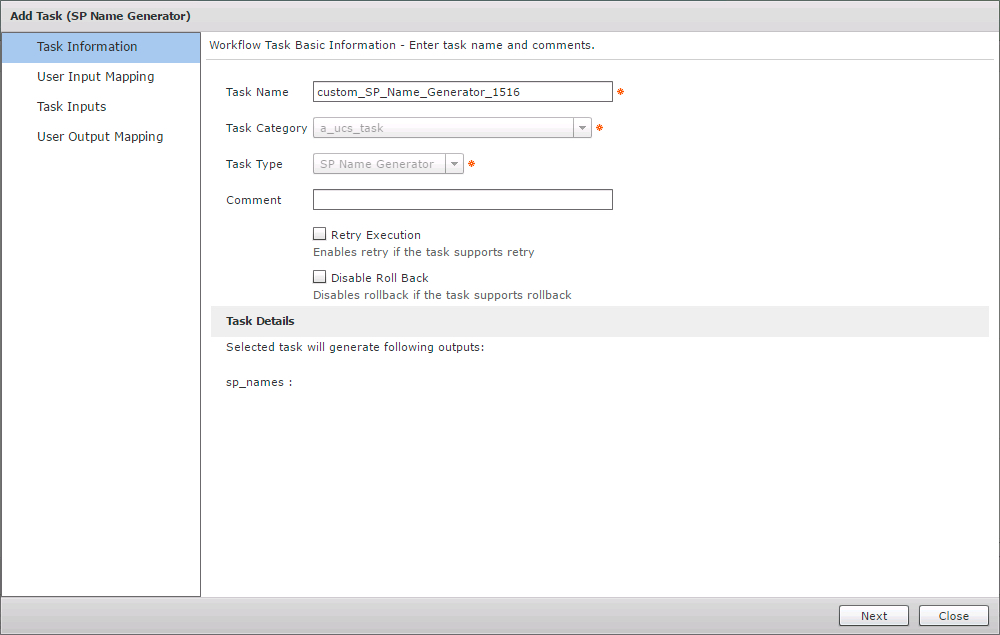 Add Task (SP Name Generator)
Task Information
User Input Mapping
Task Inputs
User Output Mapping
Workflow Task Basic Information - Enter task name and comments.
Task Name custom_SP_Name_Generator_1516 *
Task Category a_ucs_task *
Task Type SP Name Generator *
Comment
Retry Execution
Enables retry if the task supports retry
Disable Roll Back
Disables rollback if the task supports rollback
Task Details
Selected task will generate following outputs:
sp_names :
Next Close